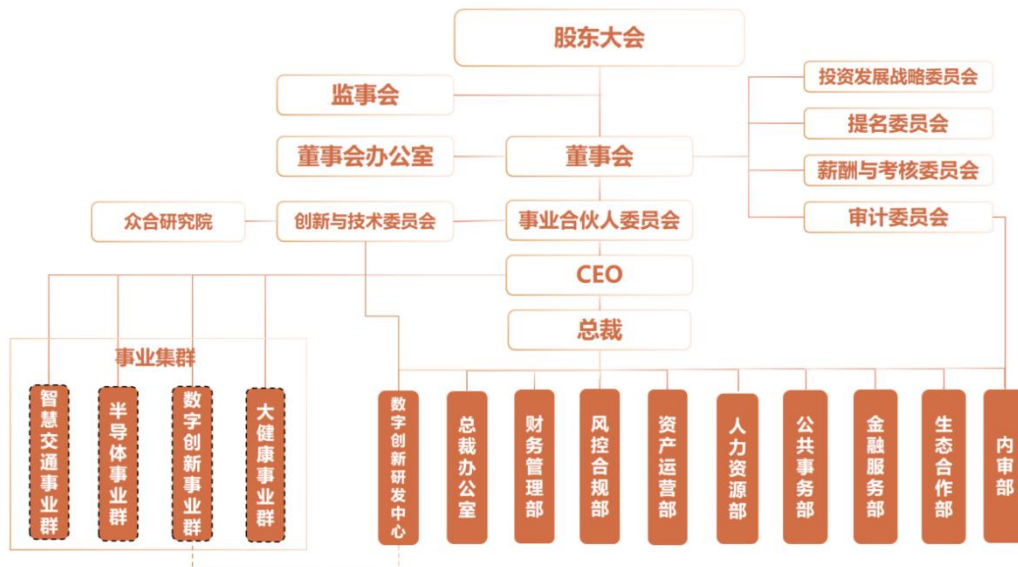 股东大会
监事会
投资发展战略委员会
提名委员会
董事会办公室
董事会
薪酬与考核委员会
众合研究院
创新与技术委员会
事业合伙人委员会
审计委员会
CEO
总裁
事业集群
智慧交通事业群
半导体事业群
数字创新事业群
大健康事业群
数字创新研发中心
总裁办公室
财务管理部
风控合规部
资产运营部
人力资源部
公共事务部
金融服务部
生态合作部
内审部